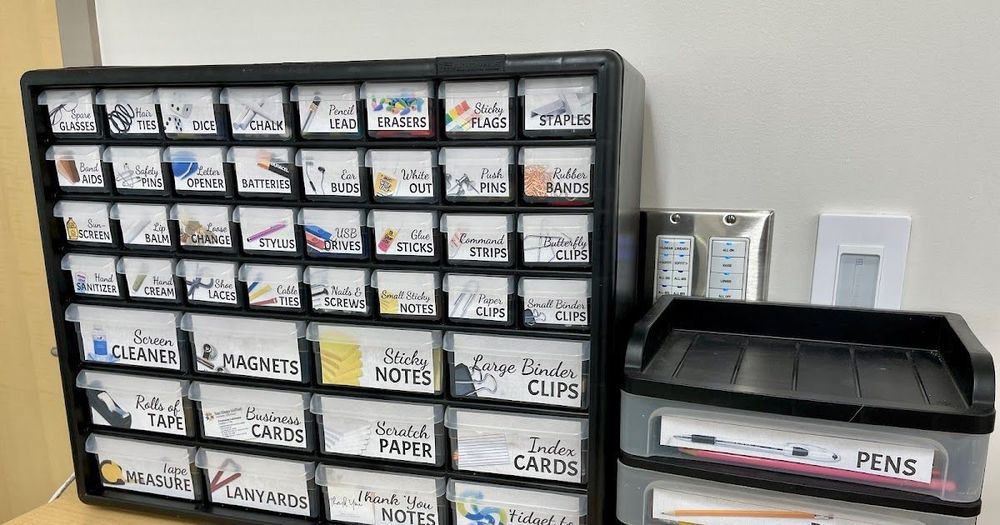 Spare
GLASSES
Hair
TIES
DICE
CHALK
Pencil
LEAD
ERASERS
Sticky
FLAGS
STAPLES
Band
AIDS
Safety
PINS
Letter
OPENER
BATTERIES
Ear
BUDS
White
OUT
Push
PINS
Rubber
BANDS
Sun-
SCREEN
Lip
BALM
Loose
CHANGE
STYLUS
USB
DRIVES
Glue
STICKS
Command
STRIPS
Butterfly
CLIPS
Hand
SANITIZER
Hand
CREAM
Shoe
LACES
Cable
TIES
Nails &
SCREWS
Small Sticky
NOTES
Paper
CLIPS
Small Binder
CLIPS
Screen
CLEANER
MAGNETS
Sticky
NOTES
Large Binder
CLIPS
Rolls of
TAPE
Business
CARDS
Scratch
PAPER
Index
CARDS
Tape
MEASURE
LANYARDS
Thank You
NOTES
PENS